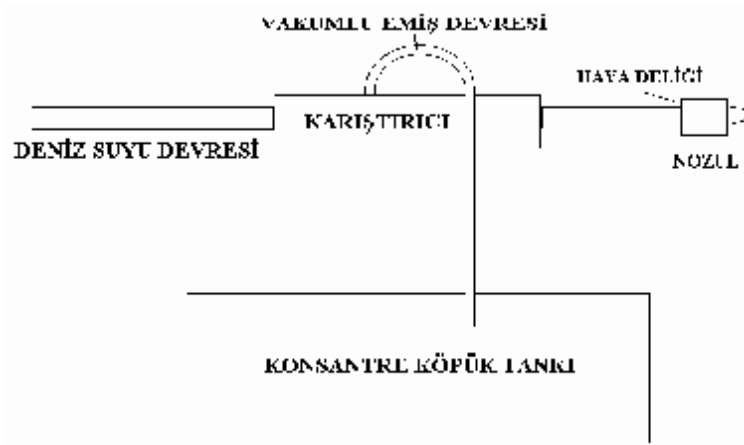 VAKUMLU EMİŞ DEVRESİ
HAVA DELİĞİ
KARIŞTIRICI
DENİZ SUYU DEVRESİ
NOZUL
KONSANTRE KÖPÜK TANKI